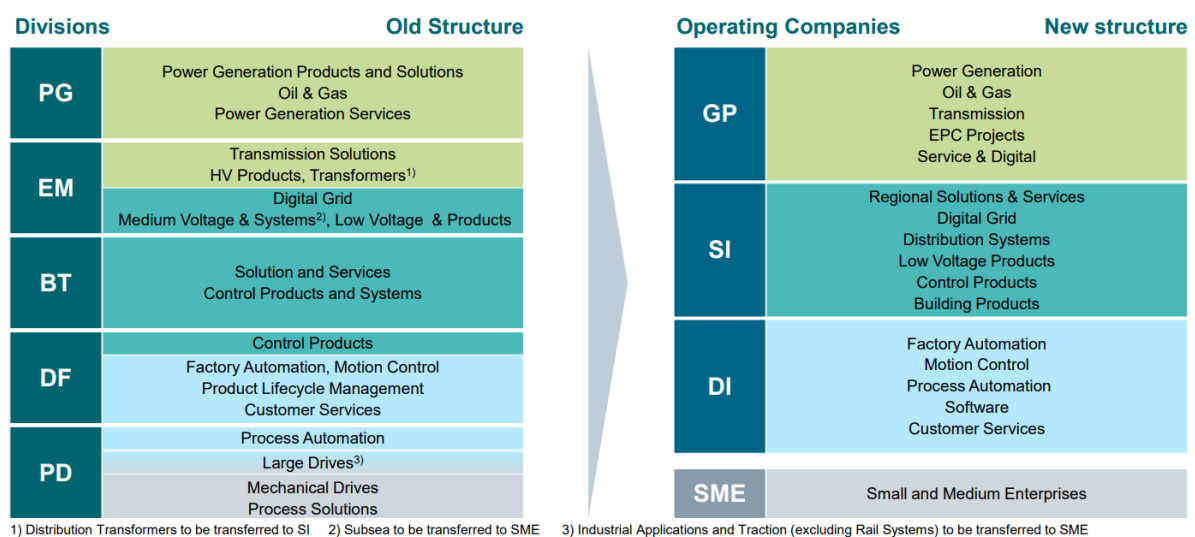 Divisions
Old Structure
PG
Power Generation Products and Solutions
Oil & Gas
Power Generation Services
EM
Transmission Solutions
HV Products, Transformers1)
Digital Grid
Medium Voltage & Systems2), Low Voltage & Products
BT
Solution and Services
Control Products and Systems
DF
Control Products
Factory Automation, Motion Control
Product Lifecycle Management
Customer Services
PD
Process Automation
Large Drives3)
Mechanical Drives
Process Solutions
Operating Companies
New structure
GP
Power Generation
Oil & Gas
Transmission
EPC Projects
Service & Digital
SI
Regional Solutions & Services
Digital Grid
Distribution Systems
Low Voltage Products
Control Products
Building Products
DI
Factory Automation
Motion Control
Process Automation
Software
Customer Services
SME
Small and Medium Enterprises
1) Distribution Transformers to be transferred to SI 2) Subsea to be transferred to SME 3) Industrial Applications and Traction (excluding Rail Systems) to be transferred to SME